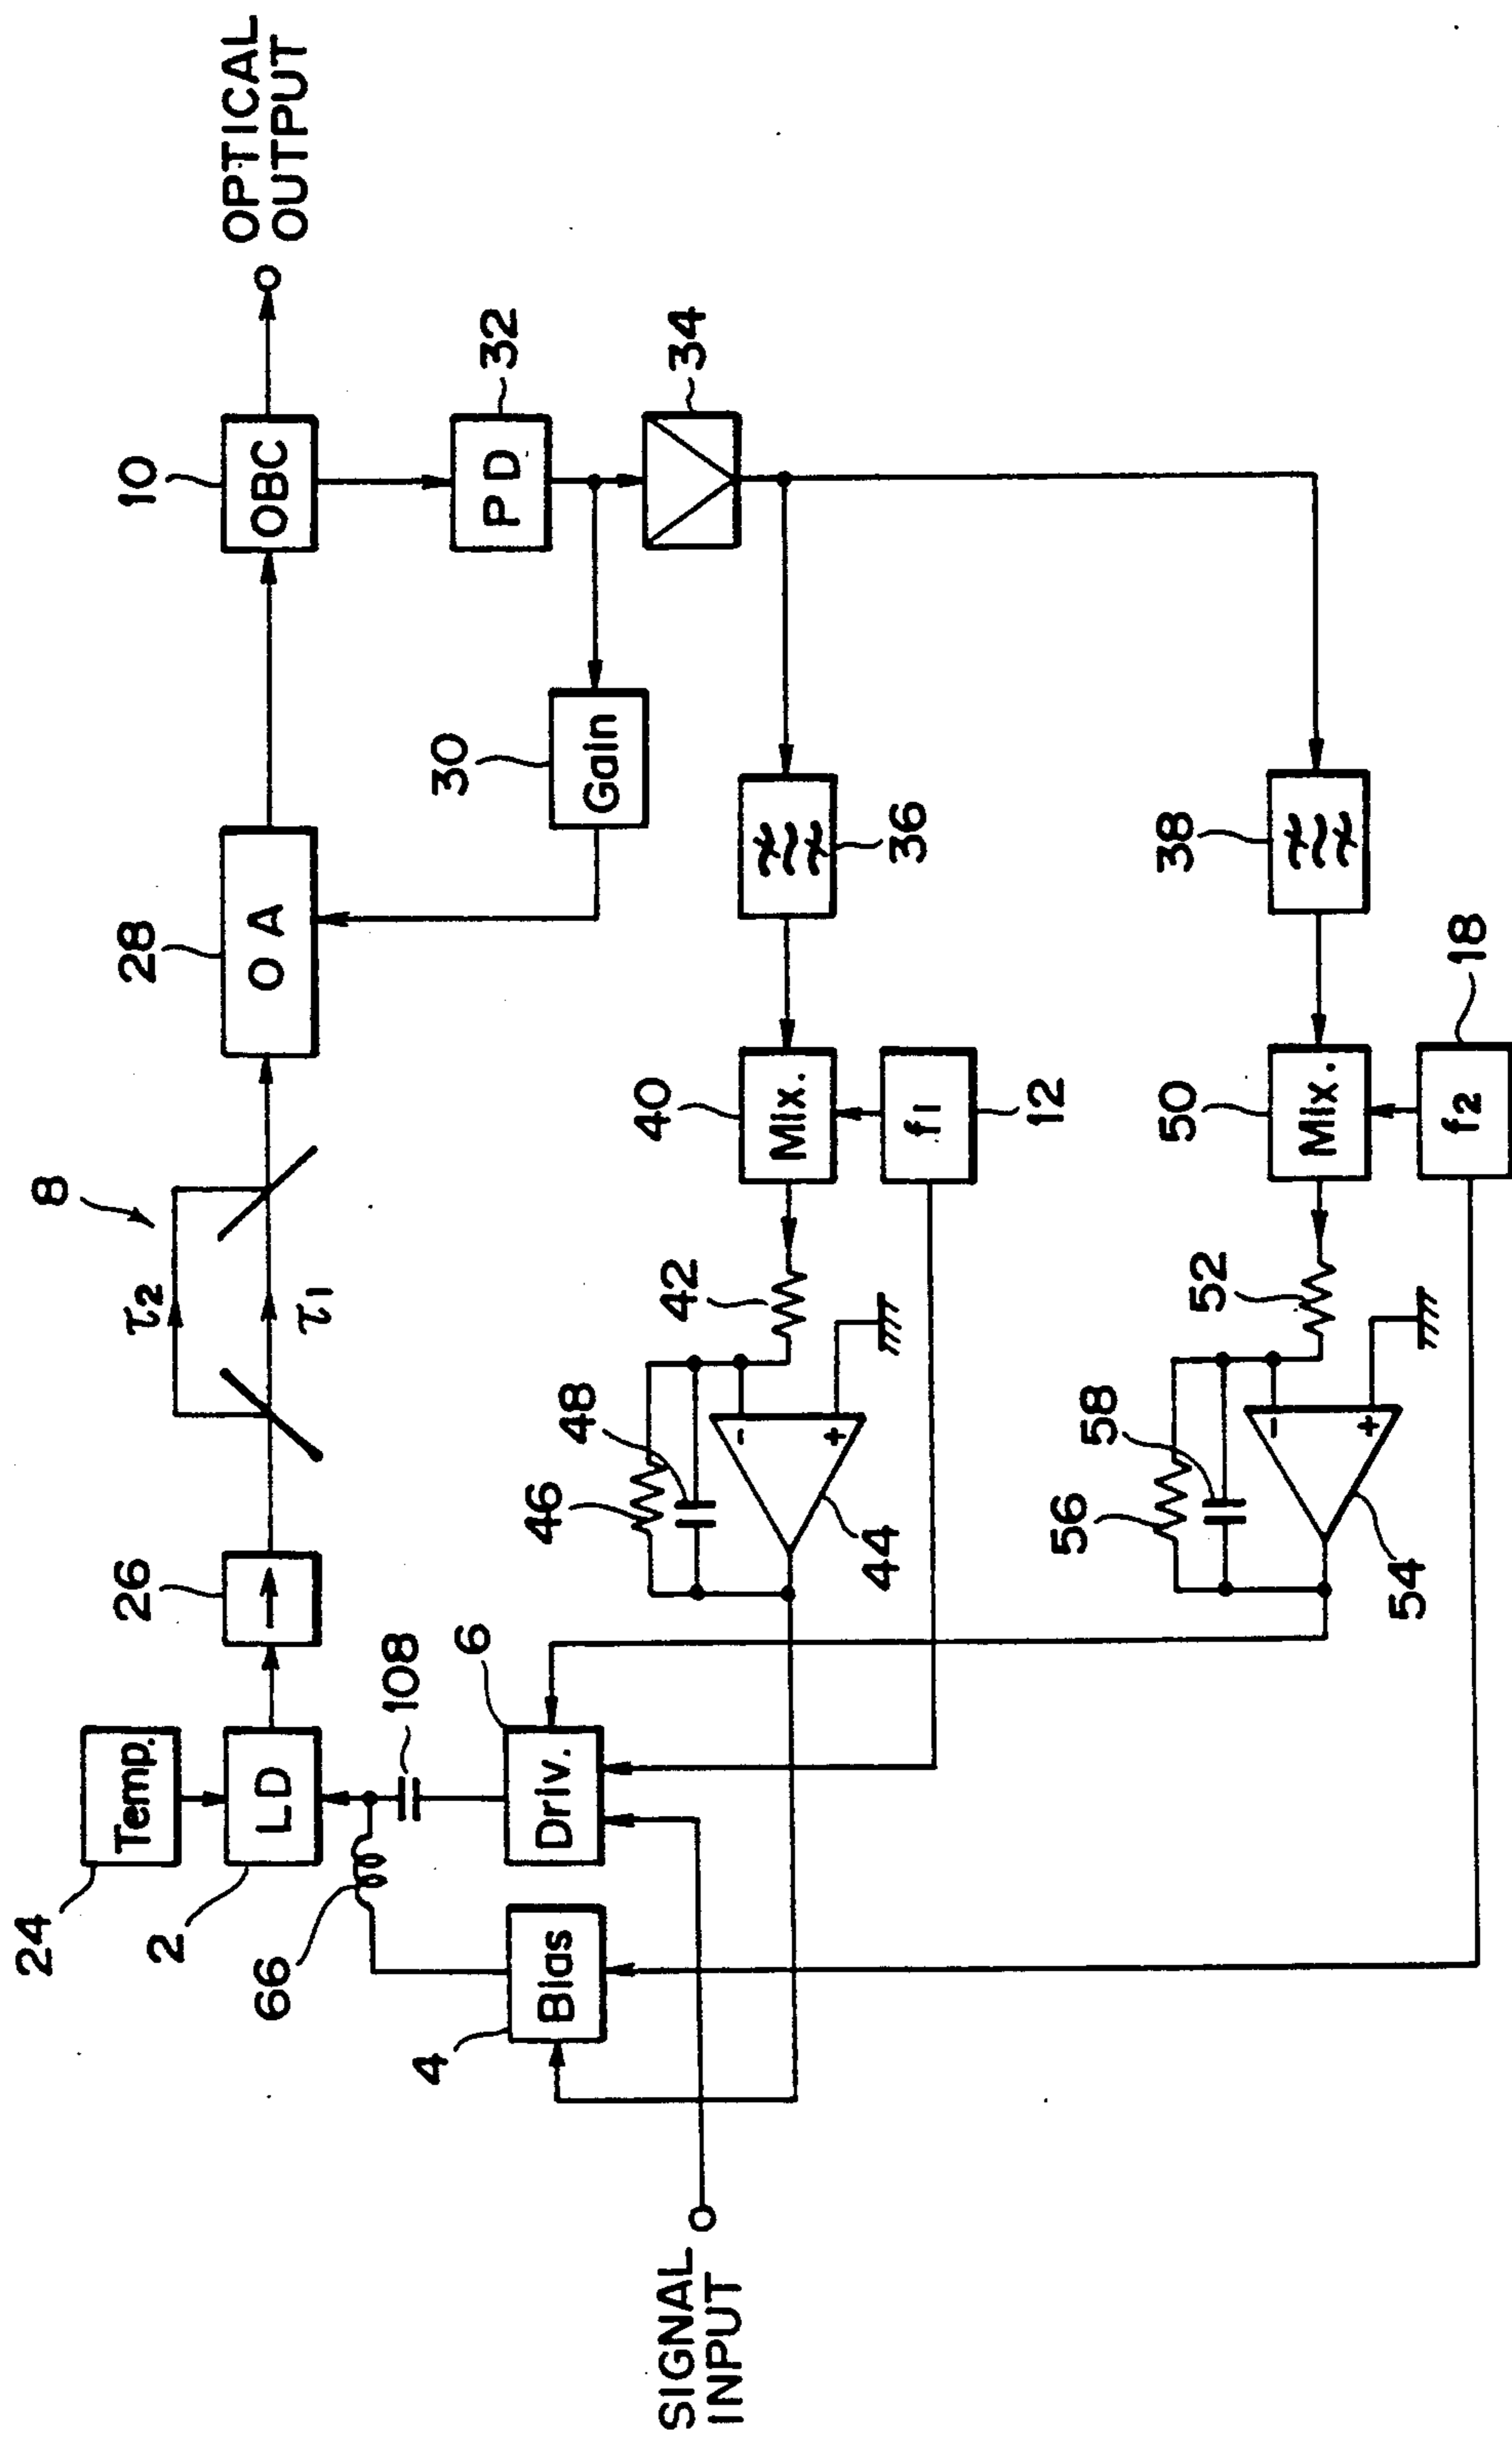 24
Temp.
2
LD
66
108
26
8
τ2
τ1
28
OA
10
OBC
OPTICAL
OUTPUT
4
Bias
6
Driv.
30
Gain
32
PD
34
SIGNAL
INPUT
46
48
-
+
44
42
40
Mix.
f1
12
36
56
58
-
+
54
52
50
Mix.
f2
18
38